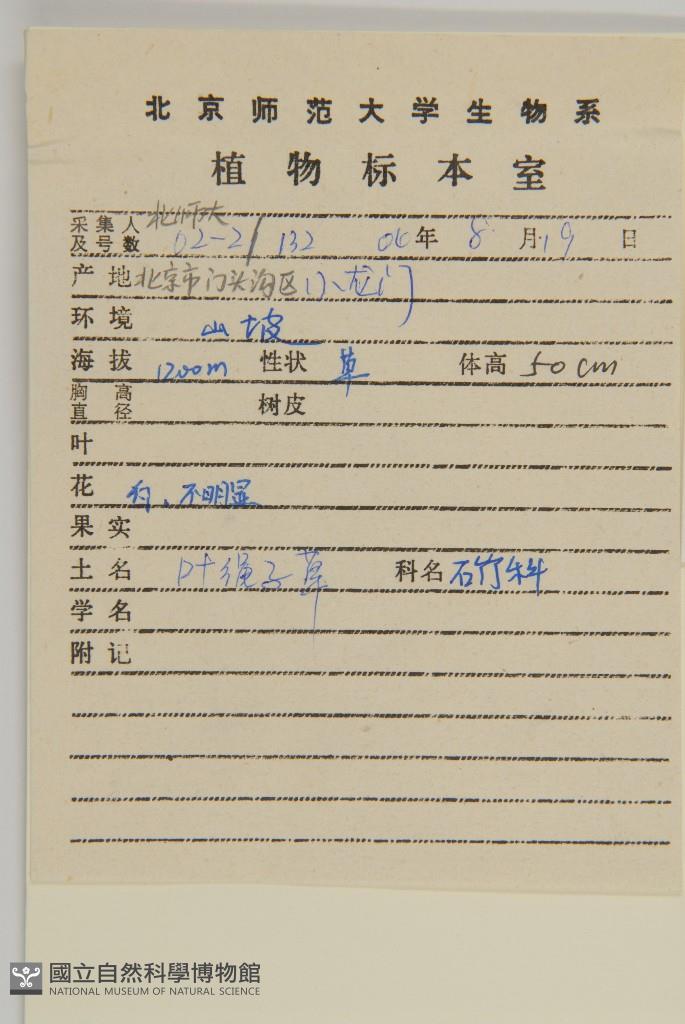 北京师范大学生物系
植物标本室
采集人及号数 北师大 02-2/132 06年8月19日
产地 北京市门头沟区小龙门
环境 山坡
海拔 1200m 性状 草 体高 50cm
胸高直径 树皮
叶
花 白、不明显
果实
土名 叶绳子草 科名 石竹科
学名
附记
國立自然科學博物館
NATIONAL MUSEUM OF NATURAL SCIENCE